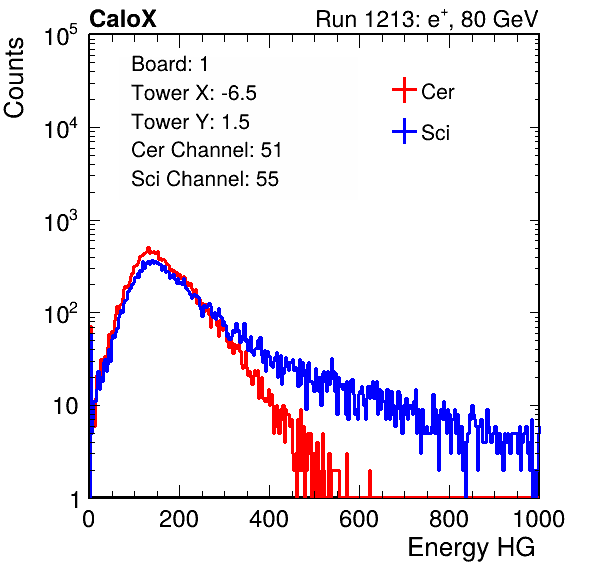 CaloX Run 1213: e⁺, 80 GeV
Counts
Board: 1
Tower X: -6.5
Tower Y: 1.5
Cer Channel: 51
Sci Channel: 55
Cer
Sci
10⁵
10⁴
10³
10²
10
1
0 200 400 600 800 1000
Energy HG